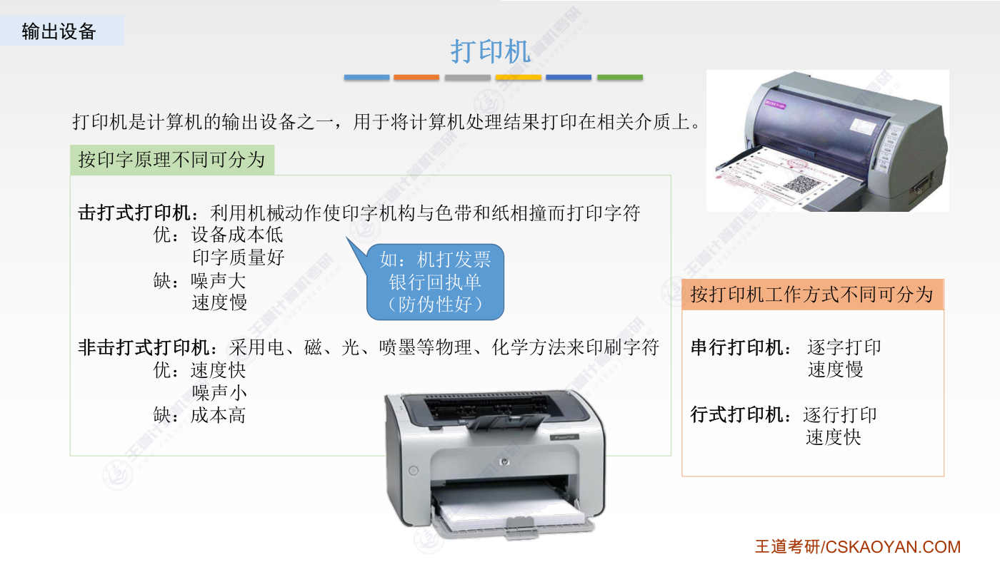 输出设备
打印机
打印机是计算机的输出设备之一，用于将计算机处理结果打印在相关介质上。
按印字原理不同可分为
击打式打印机：利用机械动作使印字机构与色带和纸相撞而打印字符
优：设备成本低
印字质量好
缺：噪声大
速度慢
如：机打发票
银行回执单
（防伪性好）
非击打式打印机：采用电、磁、光、喷墨等物理、化学方法来印刷字符
优：速度快
噪声小
缺：成本高
按打印机工作方式不同可分为
串行打印机： 逐字打印
速度慢
行式打印机：逐行打印
速度快
王道考研/CSKAOYAN.COM
王道计算机考研
hp